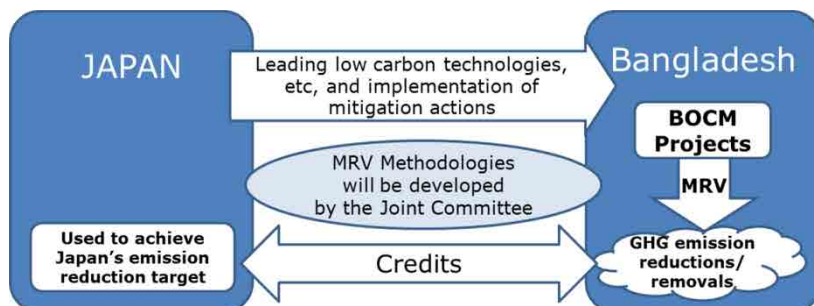 JAPAN
Leading low carbon technologies,
etc, and implementation of
mitigation actions
Bangladesh
BOCM
Projects
MRV
MRV Methodologies
will be developed
by the Joint Committee
Used to achieve
Japan's emission
reduction target
Credits
GHG emission
reductions/
removals